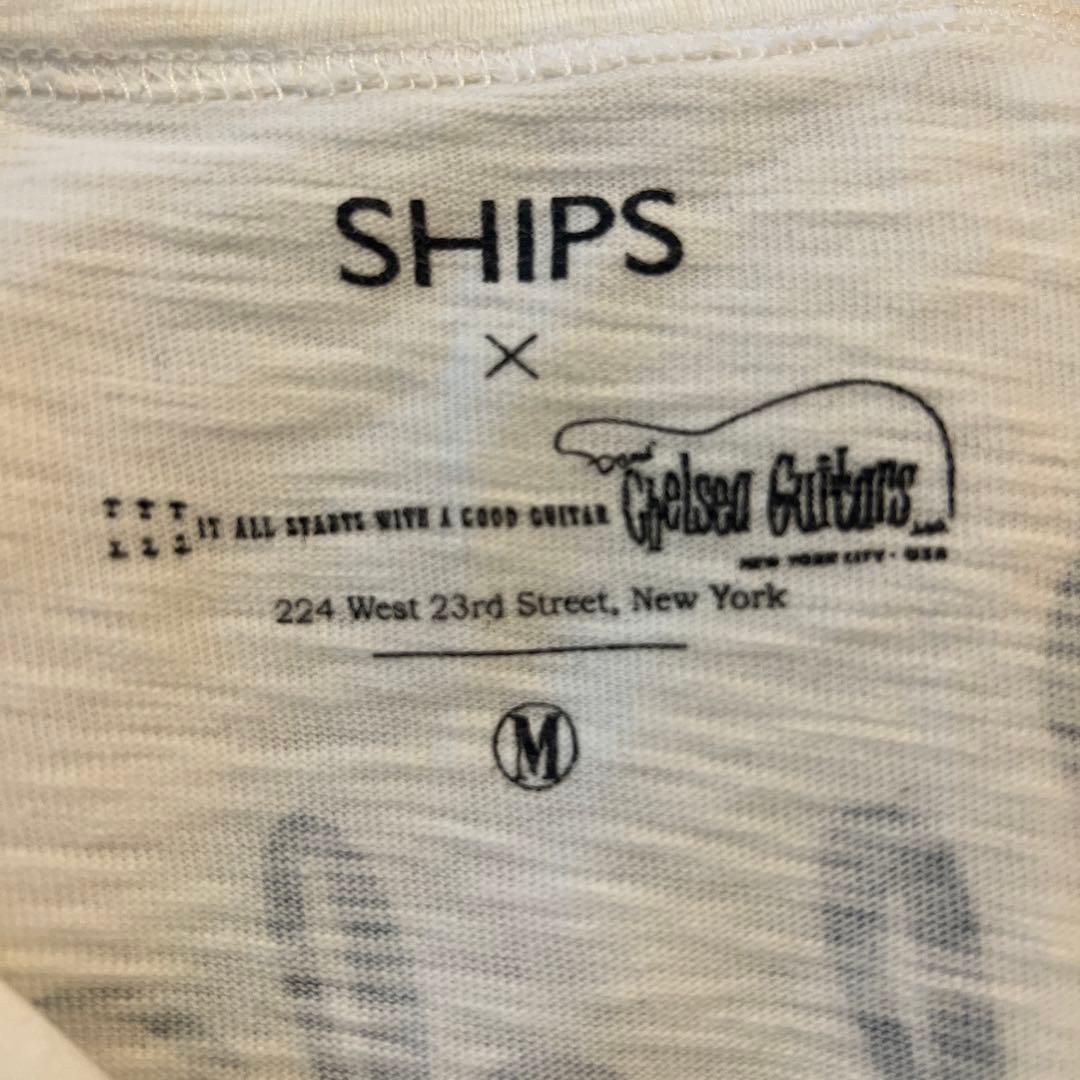 SHIPS
×
IT ALL STARTS WITH A GOOD GUITAR
Chelsea Guitars
NEW YORK CITY · USA
224 West 23rd Street, New York
M